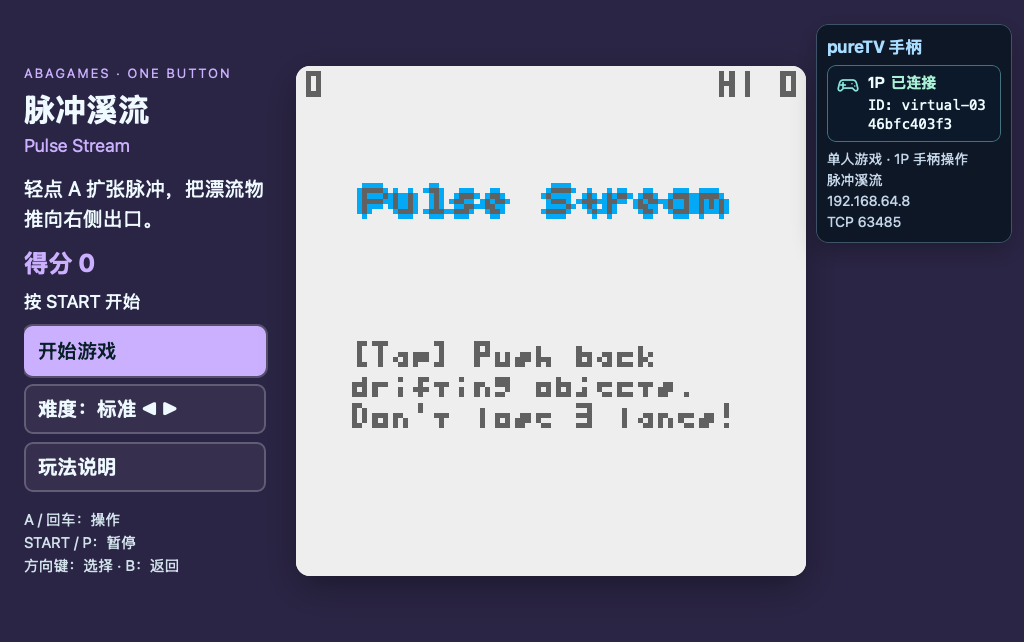 ABAGAMES · ONE BUTTON
脉冲溪流
Pulse Stream
轻点 A 扩张脉冲，把漂流物
推向右侧出口。
得分 0
按 START 开始
开始游戏
难度：标准 ◀ ▶
玩法说明
A / 回车：操作
START / P：暂停
方向键：选择 · B：返回
0
HI 0
Pulse Stream
[Tap] Push back
drifting objects.
Don't lose 3 lanes!
pureTV 手柄
1P 已连接
ID: virtual-03
46bfc403f3
单人游戏 · 1P 手柄操作
脉冲溪流
192.168.64.8
TCP 63485